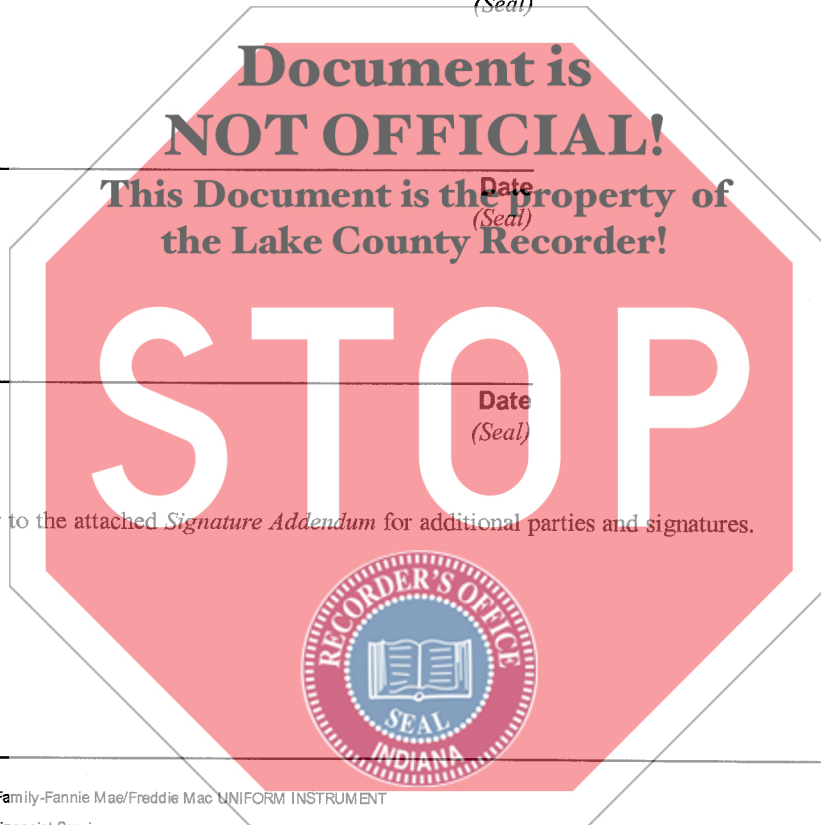 (Seal)
Document is
NOT OFFICIAL!
Date
This Document is the property of
(Seal)
the Lake County Recorder!
STOP
Date
(Seal)
to the attached Signature Addendum for additional parties and signatures.
RECORDER'S OFFICE
SEAL
INDIANA
Family-Fannie Mae/Freddie Mac UNIFORM INSTRUMENT